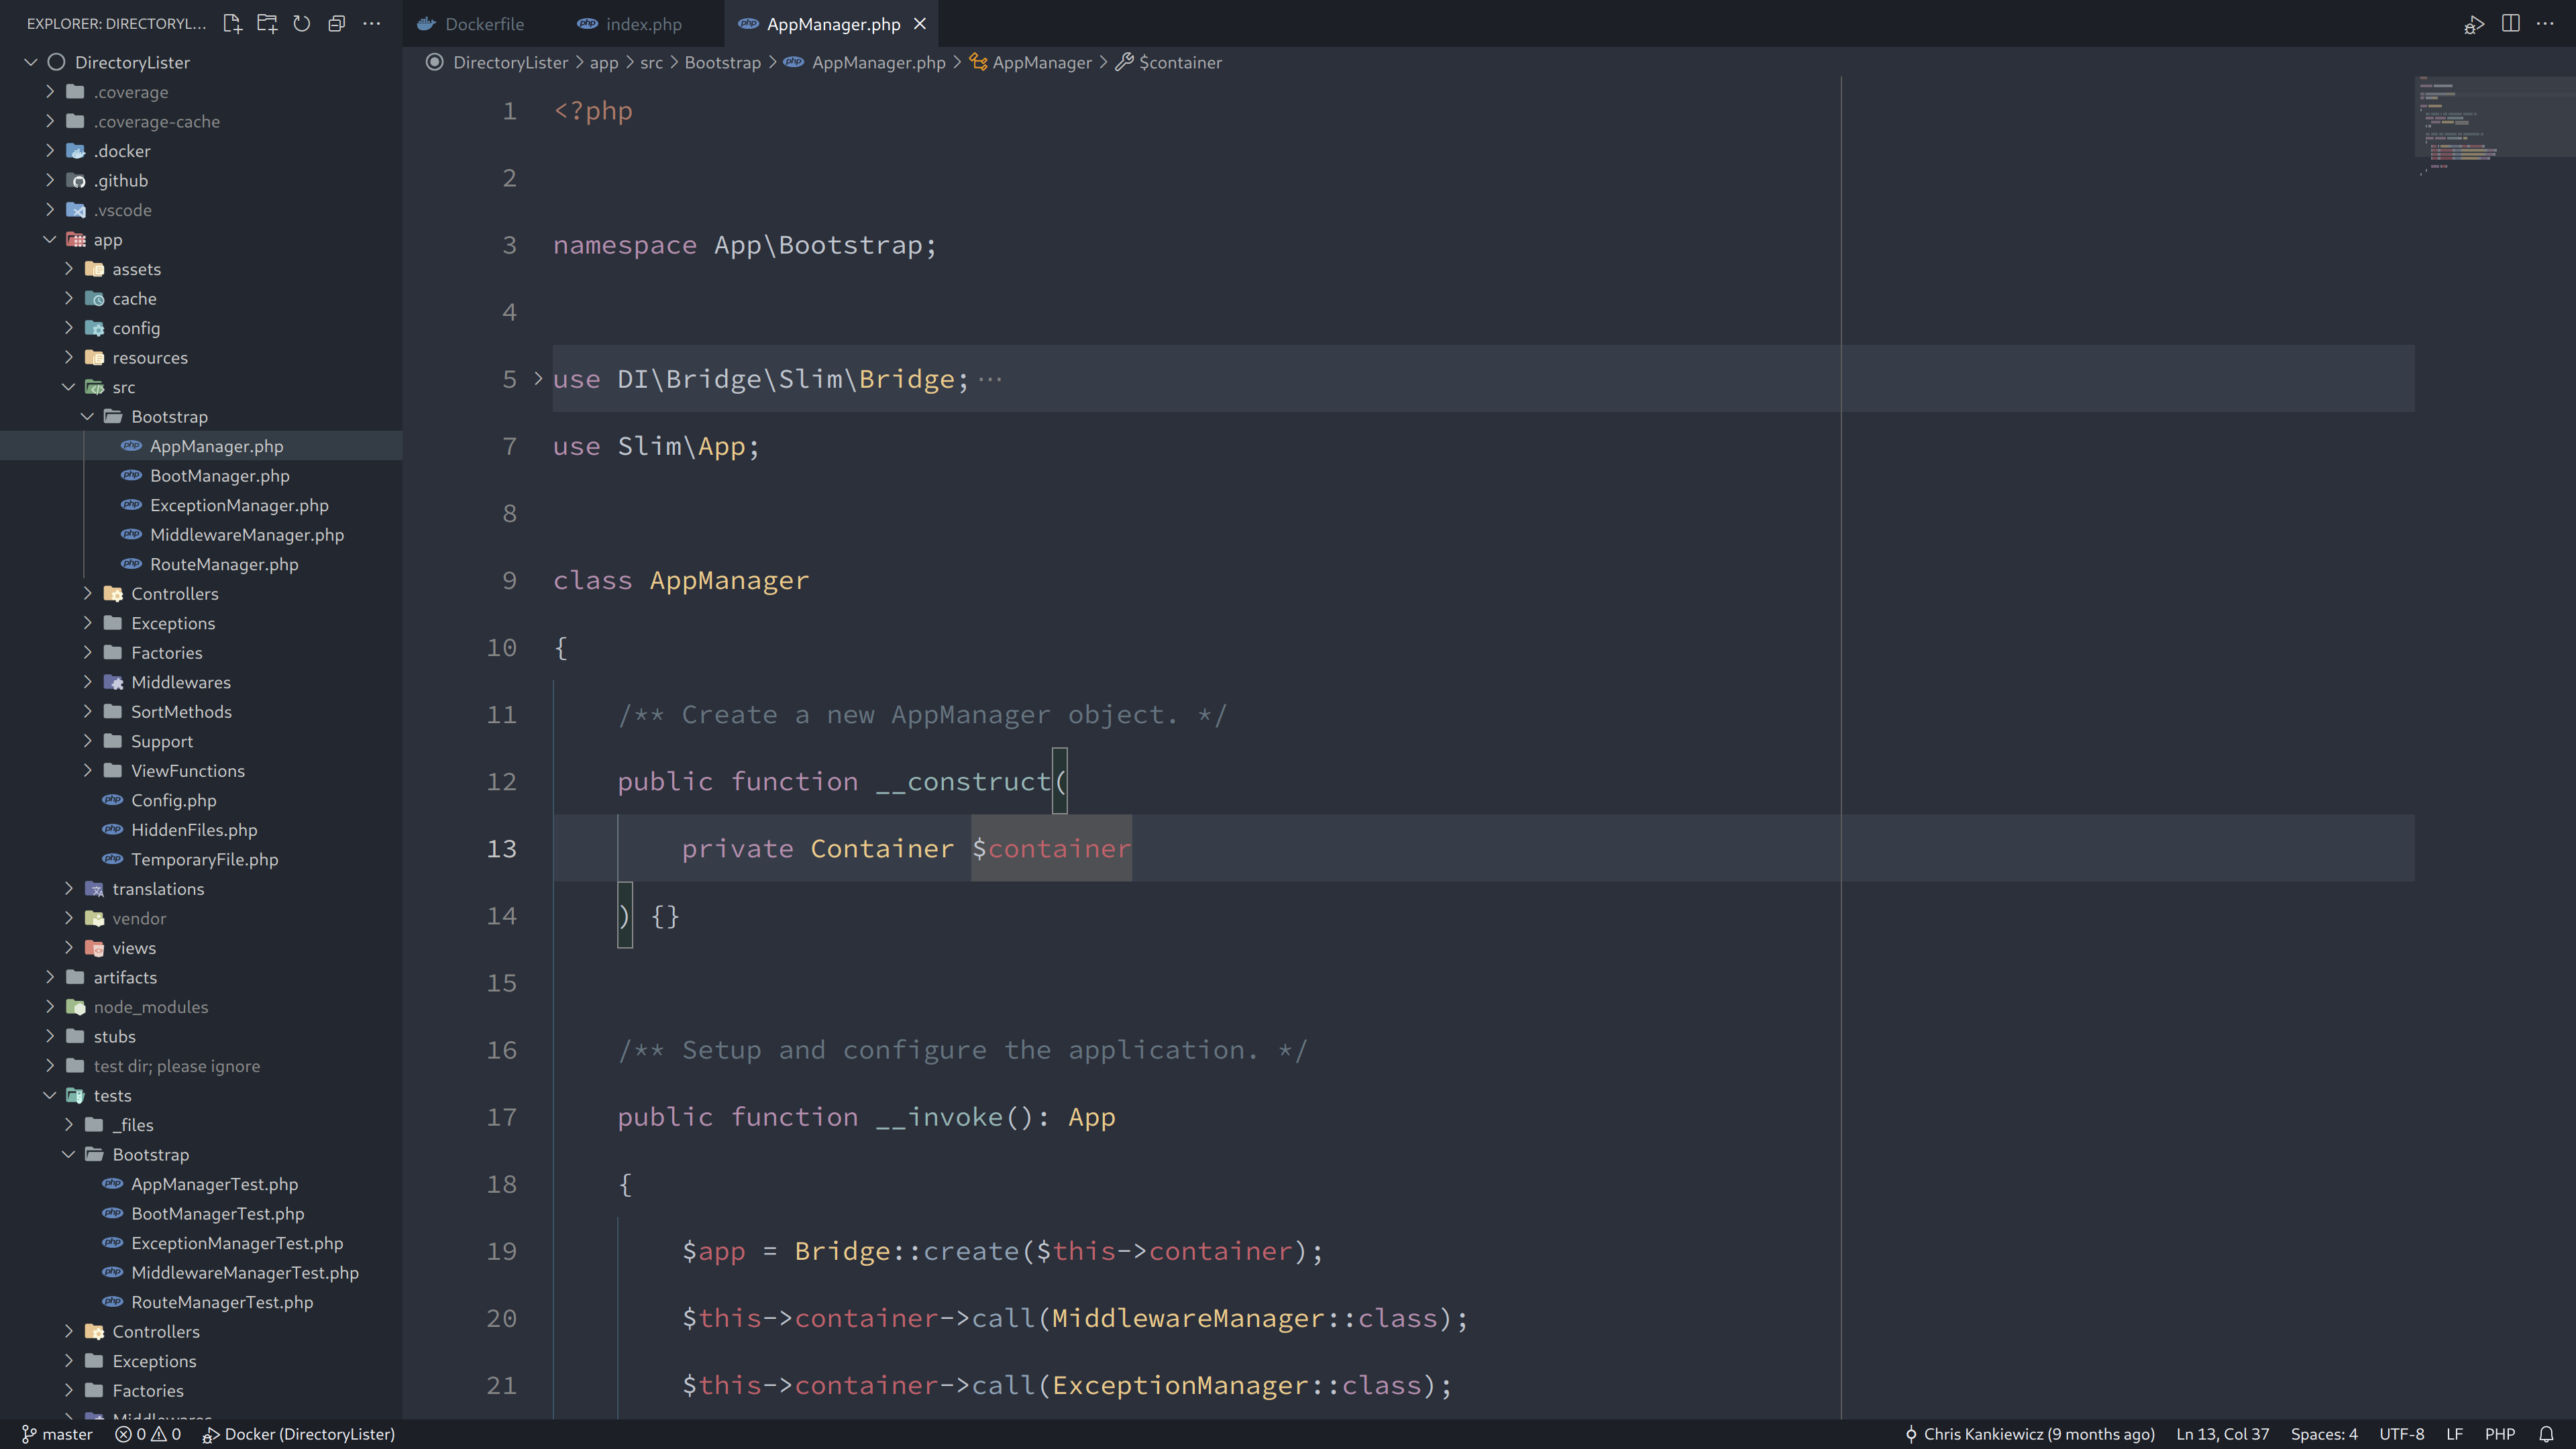 EXPLORER: DIRECTORYL...
DirectoryLister
.coverage
.coverage-cache
.docker
.github
.vscode
app
assets
cache
config
resources
src
Bootstrap
AppManager.php
BootManager.php
ExceptionManager.php
MiddlewareManager.php
RouteManager.php
Controllers
Exceptions
Factories
Middlewares
SortMethods
Support
ViewFunctions
Config.php
HiddenFiles.php
TemporaryFile.php
translations
vendor
views
artifacts
node_modules
stubs
test dir; please ignore
tests
_files
Bootstrap
AppManagerTest.php
BootManagerTest.php
ExceptionManagerTest.php
MiddlewareManagerTest.php
RouteManagerTest.php
Controllers
Exceptions
Factories
Middlewares
Dockerfile index.php AppManager.php
DirectoryLister > app > src > Bootstrap > AppManager.php > AppManager > $container
1 <?php
2
3 namespace App\Bootstrap;
4
5 use DI\Bridge\Slim\Bridge;···
7 use Slim\App;
8
9 class AppManager
10 {
11 /** Create a new AppManager object. */
12 public function __construct(
13 private Container $container
14 ) {}
15
16 /** Setup and configure the application. */
17 public function __invoke(): App
18 {
19 $app = Bridge::create($this->container);
20 $this->container->call(MiddlewareManager::class);
21 $this->container->call(ExceptionManager::class);
master 0 0 Docker (DirectoryLister) Chris Kankiewicz (9 months ago) Ln 13, Col 37 Spaces: 4 UTF-8 LF PHP